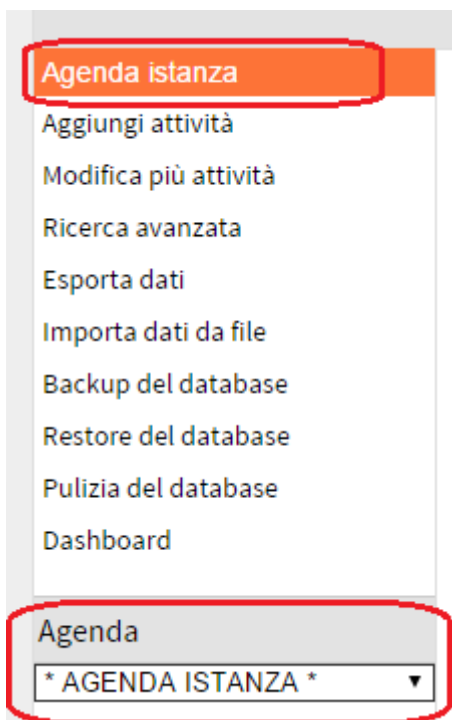 Agenda istanza
Aggiungi attività
Modifica più attività
Ricerca avanzata
Esporta dati
Importa dati da file
Backup del database
Restore del database
Pulizia del database
Dashboard
Agenda
* AGENDA ISTANZA *